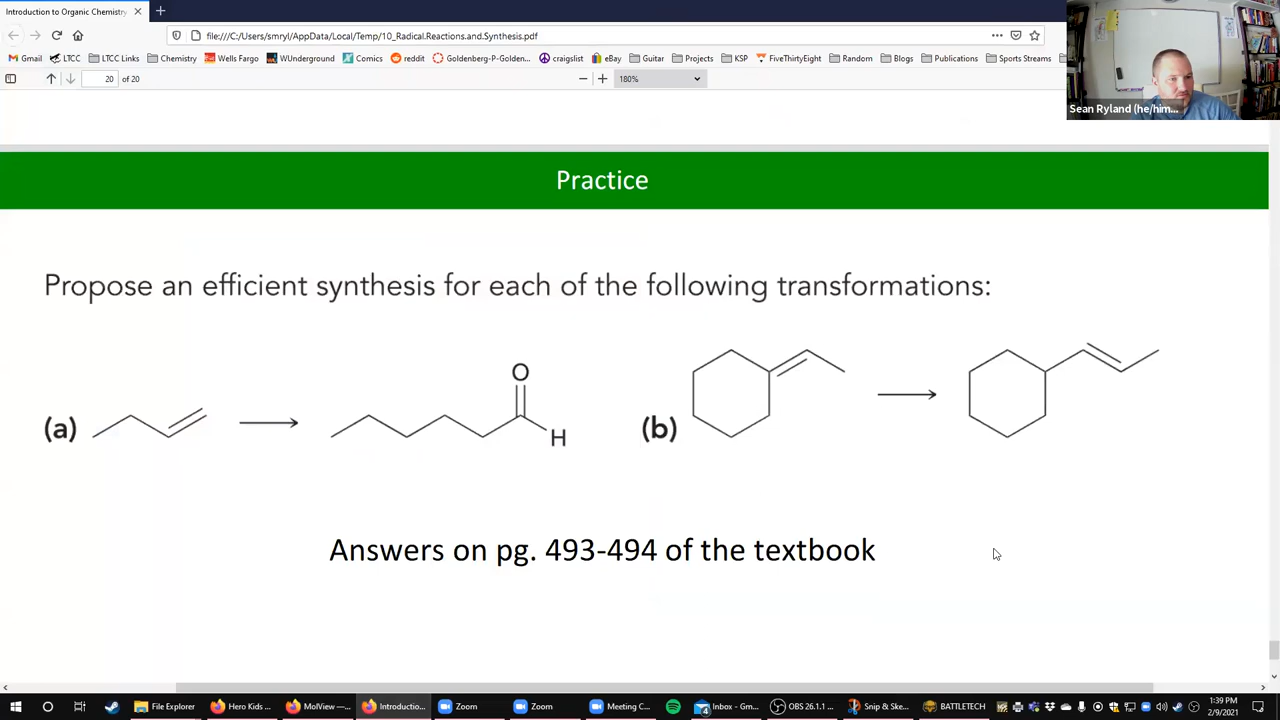 Introduction to Organic Chemistry
file:///C:/Users/smryl/AppData/Local/Temp/10_Radical.Reactions.and.Synthesis.pdf
Gmail LTCC LTCC Links Chemistry Wells Fargo WUnderground Comics reddit Goldenberg-P-Golden... craigslist eBay Guitar Projects KSP FiveThirtyEight Random Blogs Publications Sports Streams
20 of 20 180%
Sean Ryland (he/him...
Practice
Propose an efficient synthesis for each of the following transformations:
(a) O H (b)
Answers on pg. 493-494 of the textbook
File Explorer Hero Kids ... MolView —... Introductio... Zoom Zoom Meeting C... 4 Inbox - Gm... OBS 26.1.1 ... Snip & Ske... BATTLETECH
1:39 PM
2/9/2021